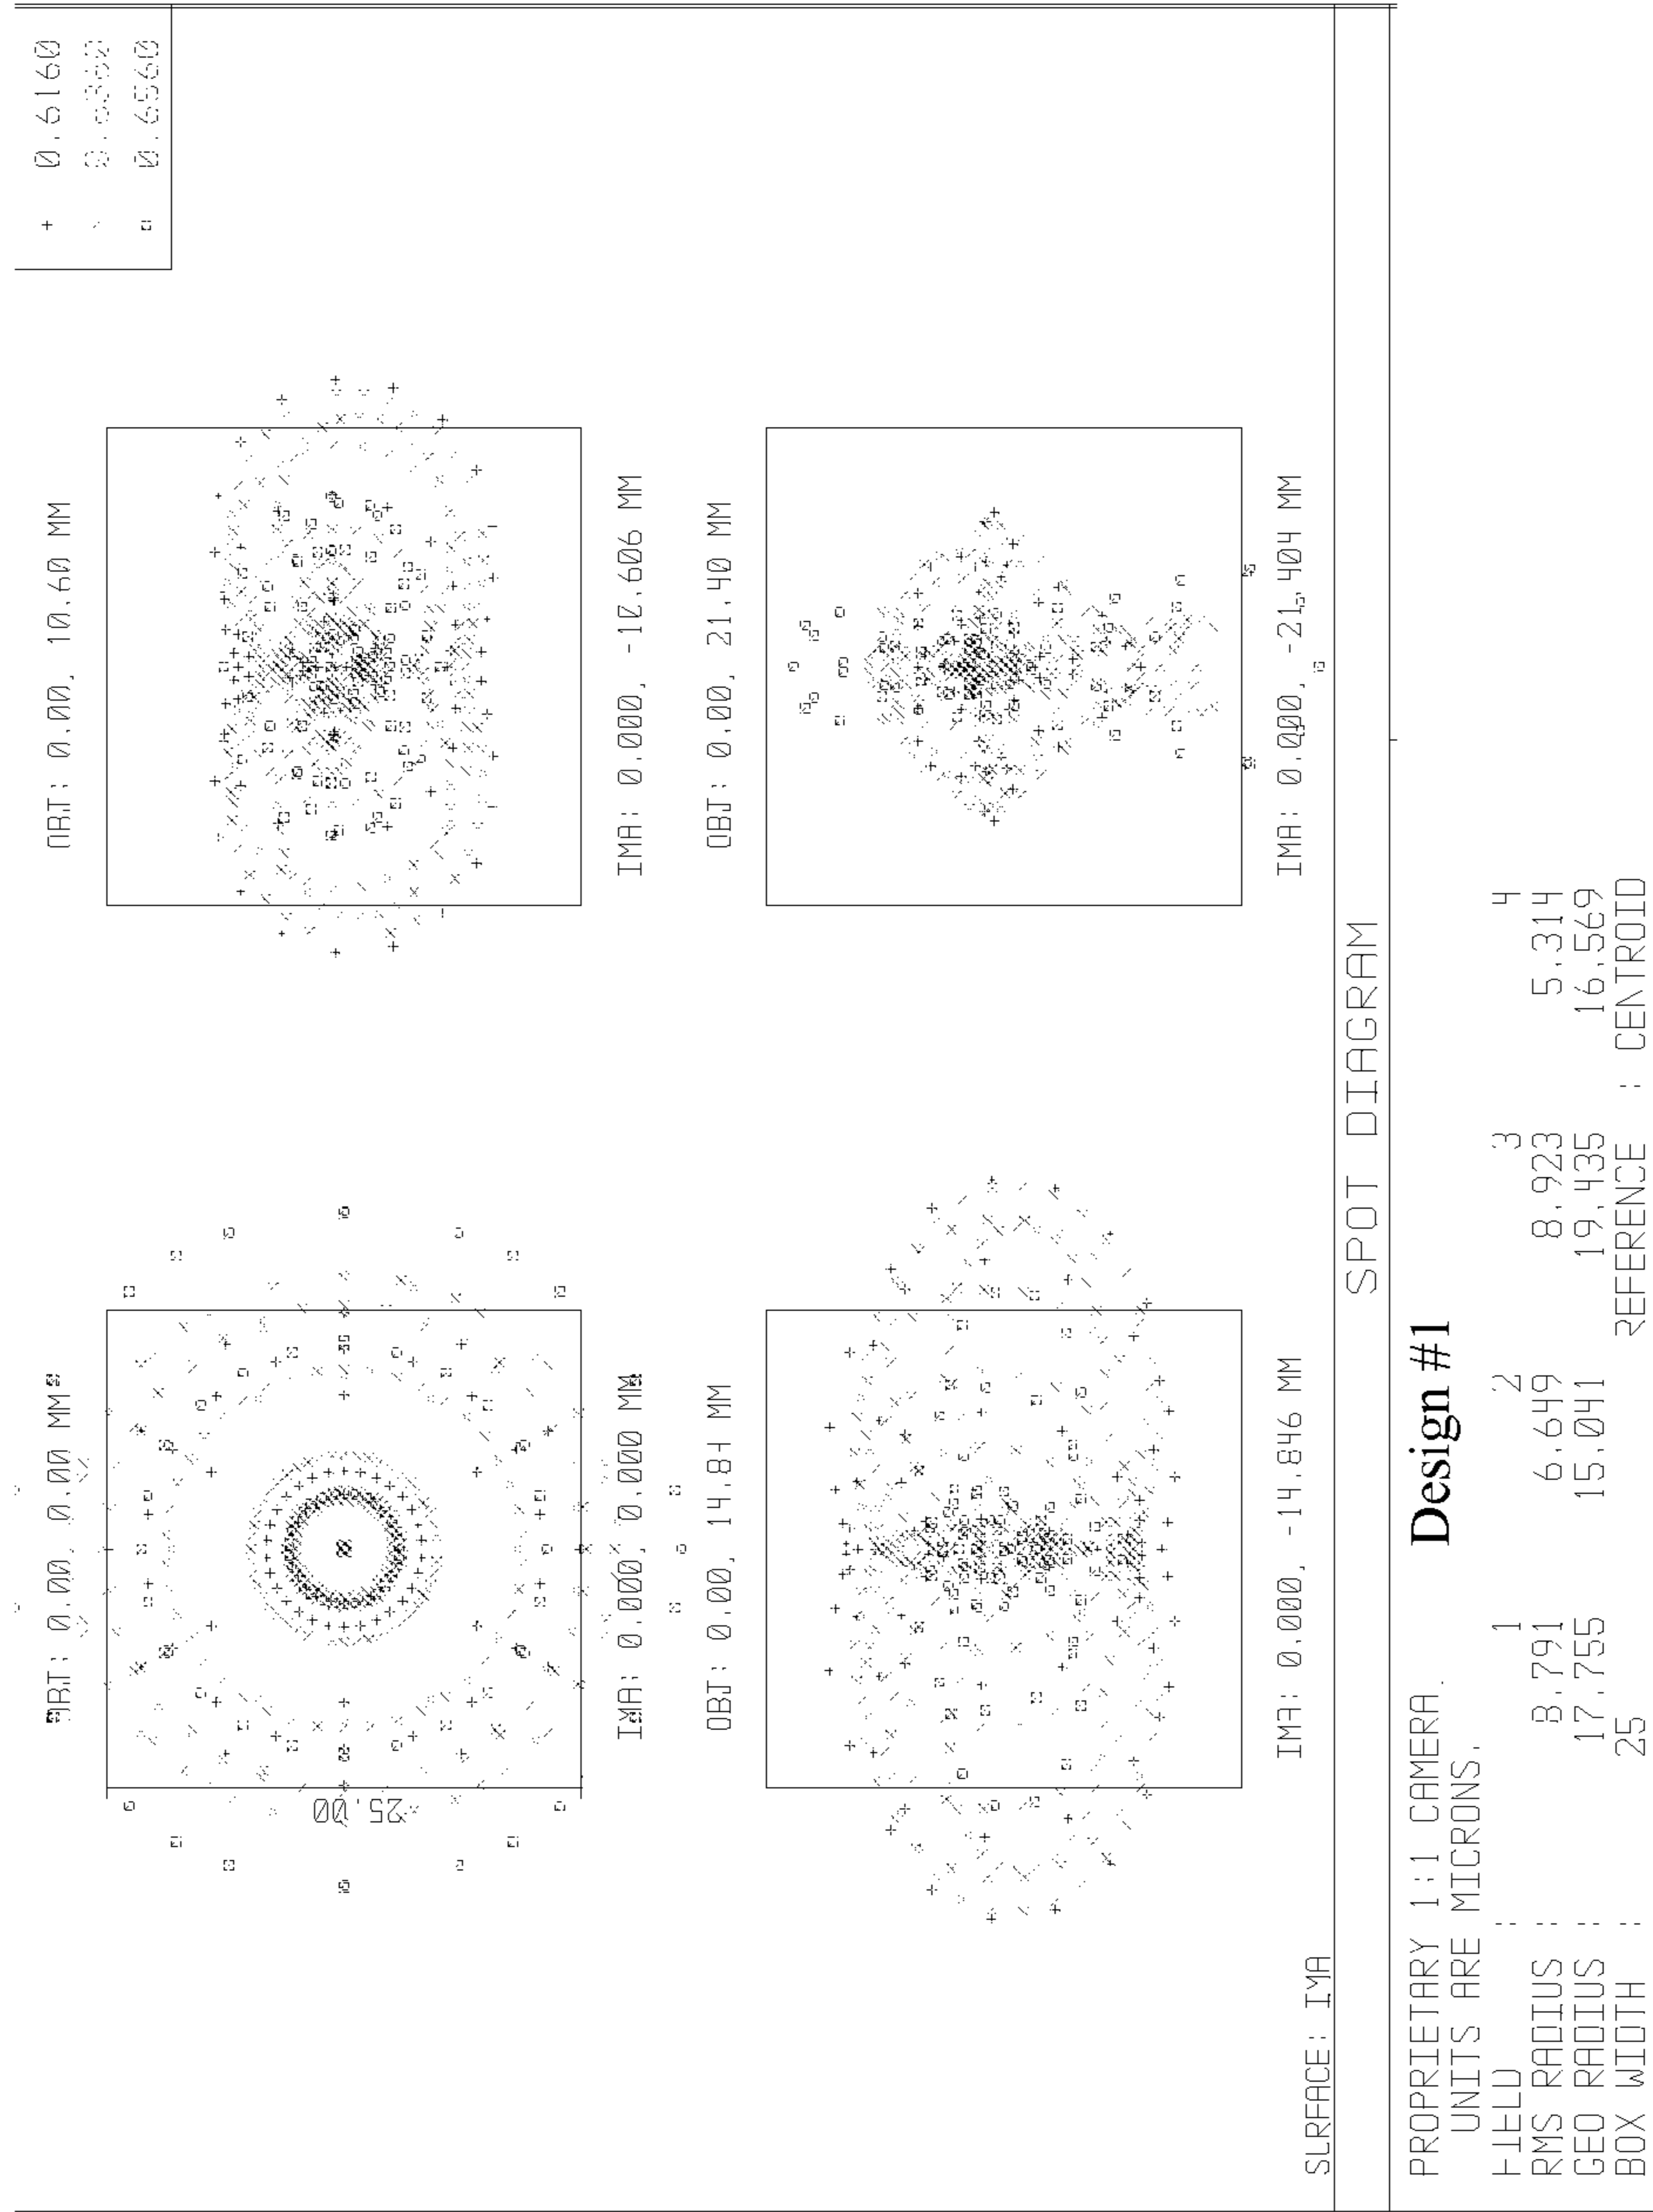 + 0.6160
0.6360
0.6560
OBJ: 0.00, 0.00 MM
OBJ: 0.00, 10.60 MM
25.00
IMA: 0.000, 0.000 MM
IMA: 0.000, -10.606 MM
OBJ: 0.00, 14.84 MM
OBJ: 0.00, 21.40 MM
IMA: 0.000, -14.846 MM
IMA: 0.000, -21.404 MM
SURFACE: IMA
SPOT DIAGRAM
PROPRIETARY 1:1 CAMERA. Design #1
UNITS ARE MICRONS.
FIELD : 1 2 3 4
RMS RADIUS : 8.791 6.649 8.923 5.314
GEO RADIUS : 17.755 15.041 19.435 16.569
BOX WIDTH : 25 REFERENCE : CENTROID